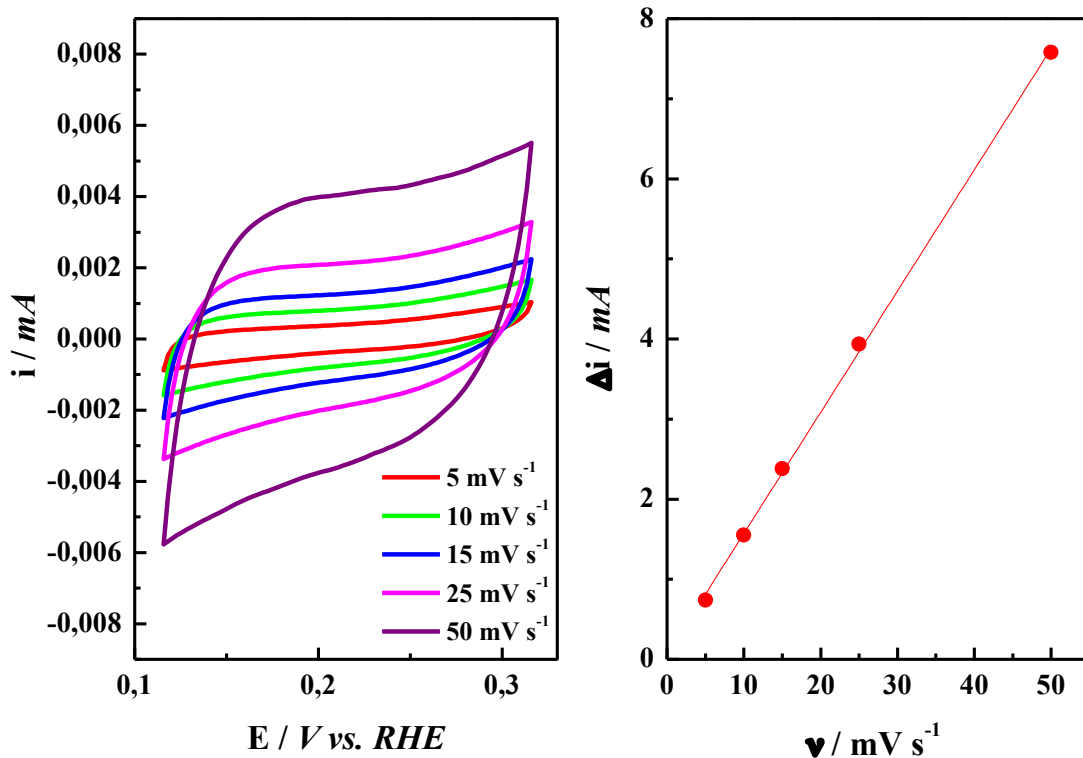 0,008
0,006
0,004
0,002
0,000
-0,002
-0,004
-0,006
-0,008
i / mA
0,1
0,2
0,3
E / V vs. RHE
5 mV s⁻¹
10 mV s⁻¹
15 mV s⁻¹
25 mV s⁻¹
50 mV s⁻¹
8
6
4
2
0
Δi / mA
0
10
20
30
40
50
ν / mV s⁻¹